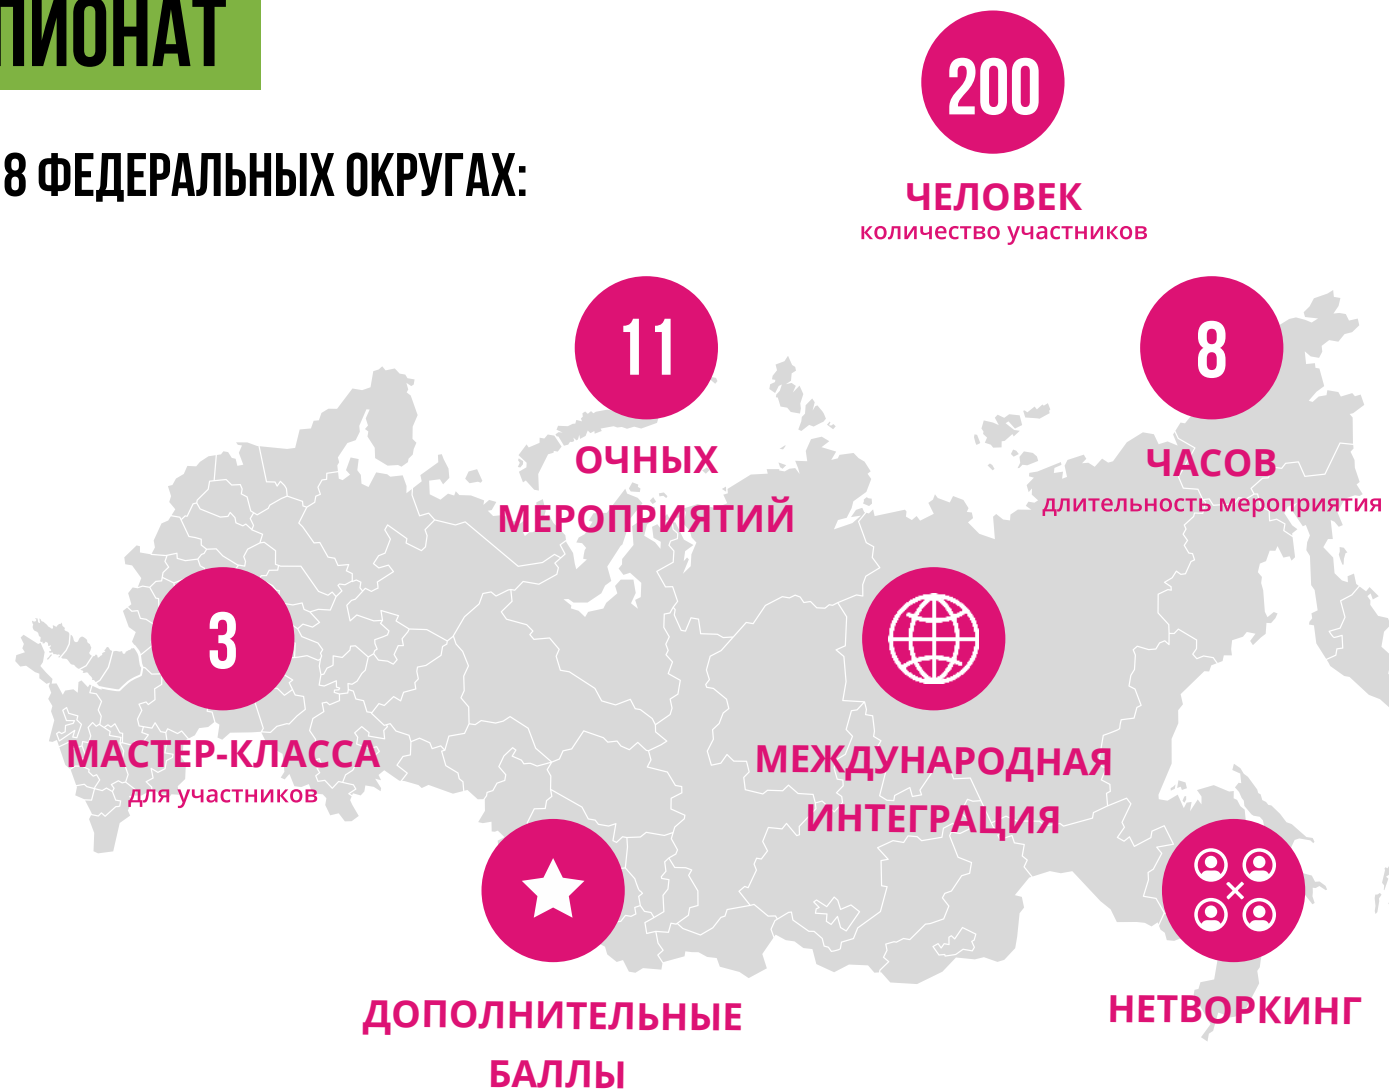 ПИОНАТ
8 ФЕДЕРАЛЬНЫХ ОКРУГАХ:
200
ЧЕЛОВЕК
количество участников
11
ОЧНЫХ
МЕРОПРИЯТИЙ
8
ЧАСОВ
длительность мероприятия
3
МАСТЕР-КЛАССА
для участников
МЕЖДУНАРОДНАЯ
ИНТЕГРАЦИЯ
ДОПОЛНИТЕЛЬНЫЕ
БАЛЛЫ
НЕТВОРКИНГ